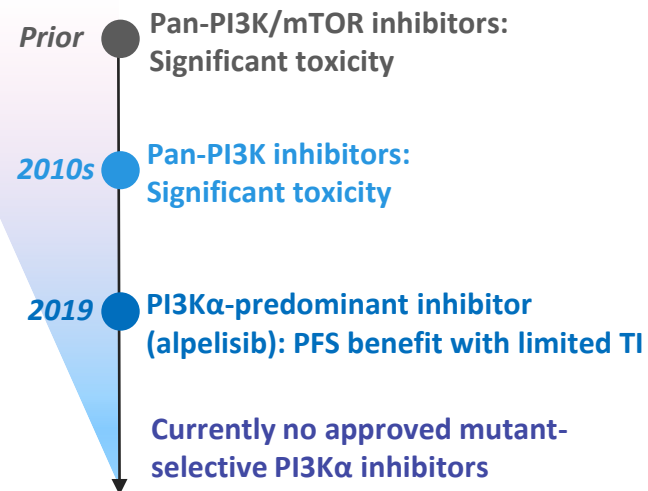 Prior
Pan-PI3K/mTOR inhibitors:
Significant toxicity
2010s
Pan-PI3K inhibitors:
Significant toxicity
2019
PI3Kα-predominant inhibitor
(alpelisib): PFS benefit with limited TI
Currently no approved mutant-
selective PI3Kα inhibitors